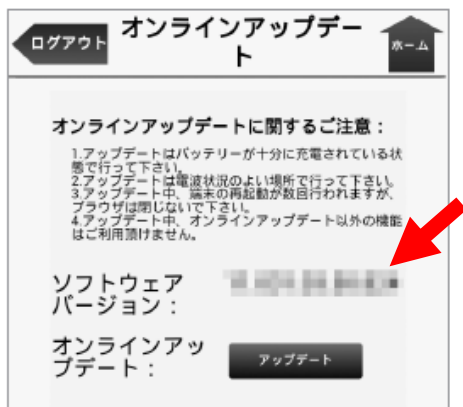 ログアウト
オンラインアップデー
ト
ホーム
オンラインアップデートに関するご注意：
1.アップデートはバッテリーが十分に充電されている状
態で行って下さい。
2.アップデートは電波状況のよい場所で行って下さい。
3.アップデート中、端末の再起動が数回行われますが、
ブラウザは閉じないで下さい。
4.アップデート中、オンラインアップデート以外の機能
はご利用頂けません。
ソフトウェア
バージョン：
オンラインアッ
プデート：
アップデート